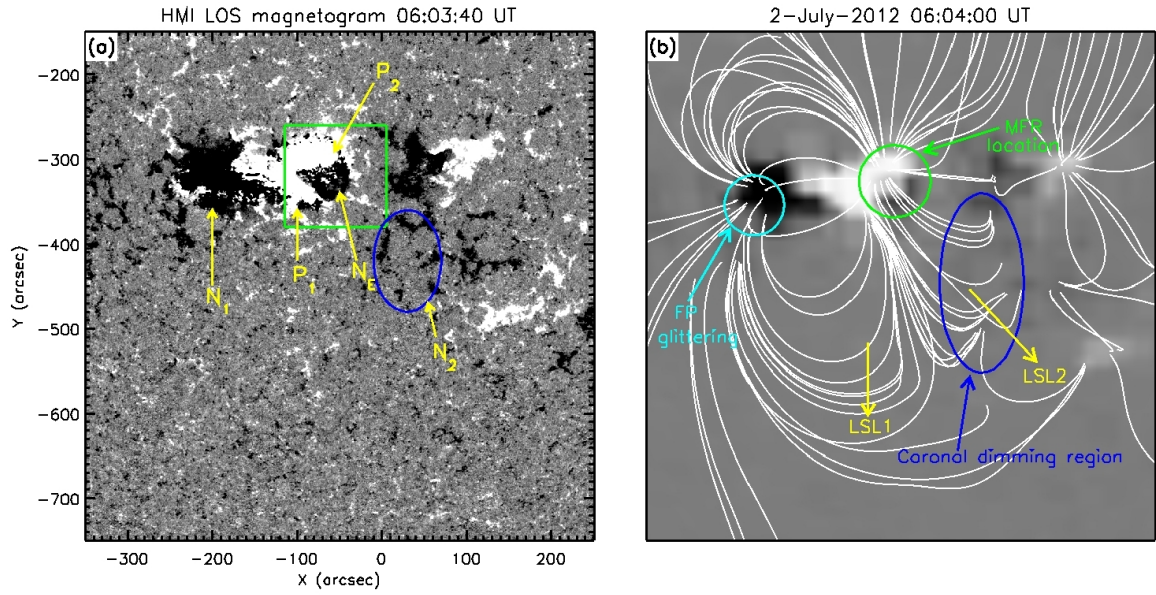 HMI LOS magnetogram 06:03:40 UT
(a)
P2
N1
P1
NE
N2
-200
-300
-400
-500
-600
-700
Y (arcsec)
-300
-200
-100
0
100
200
X (arcsec)
2-July-2012 06:04:00 UT
(b)
MFR
location
FP
glittering
LSL2
LSL1
Coronal dimming region